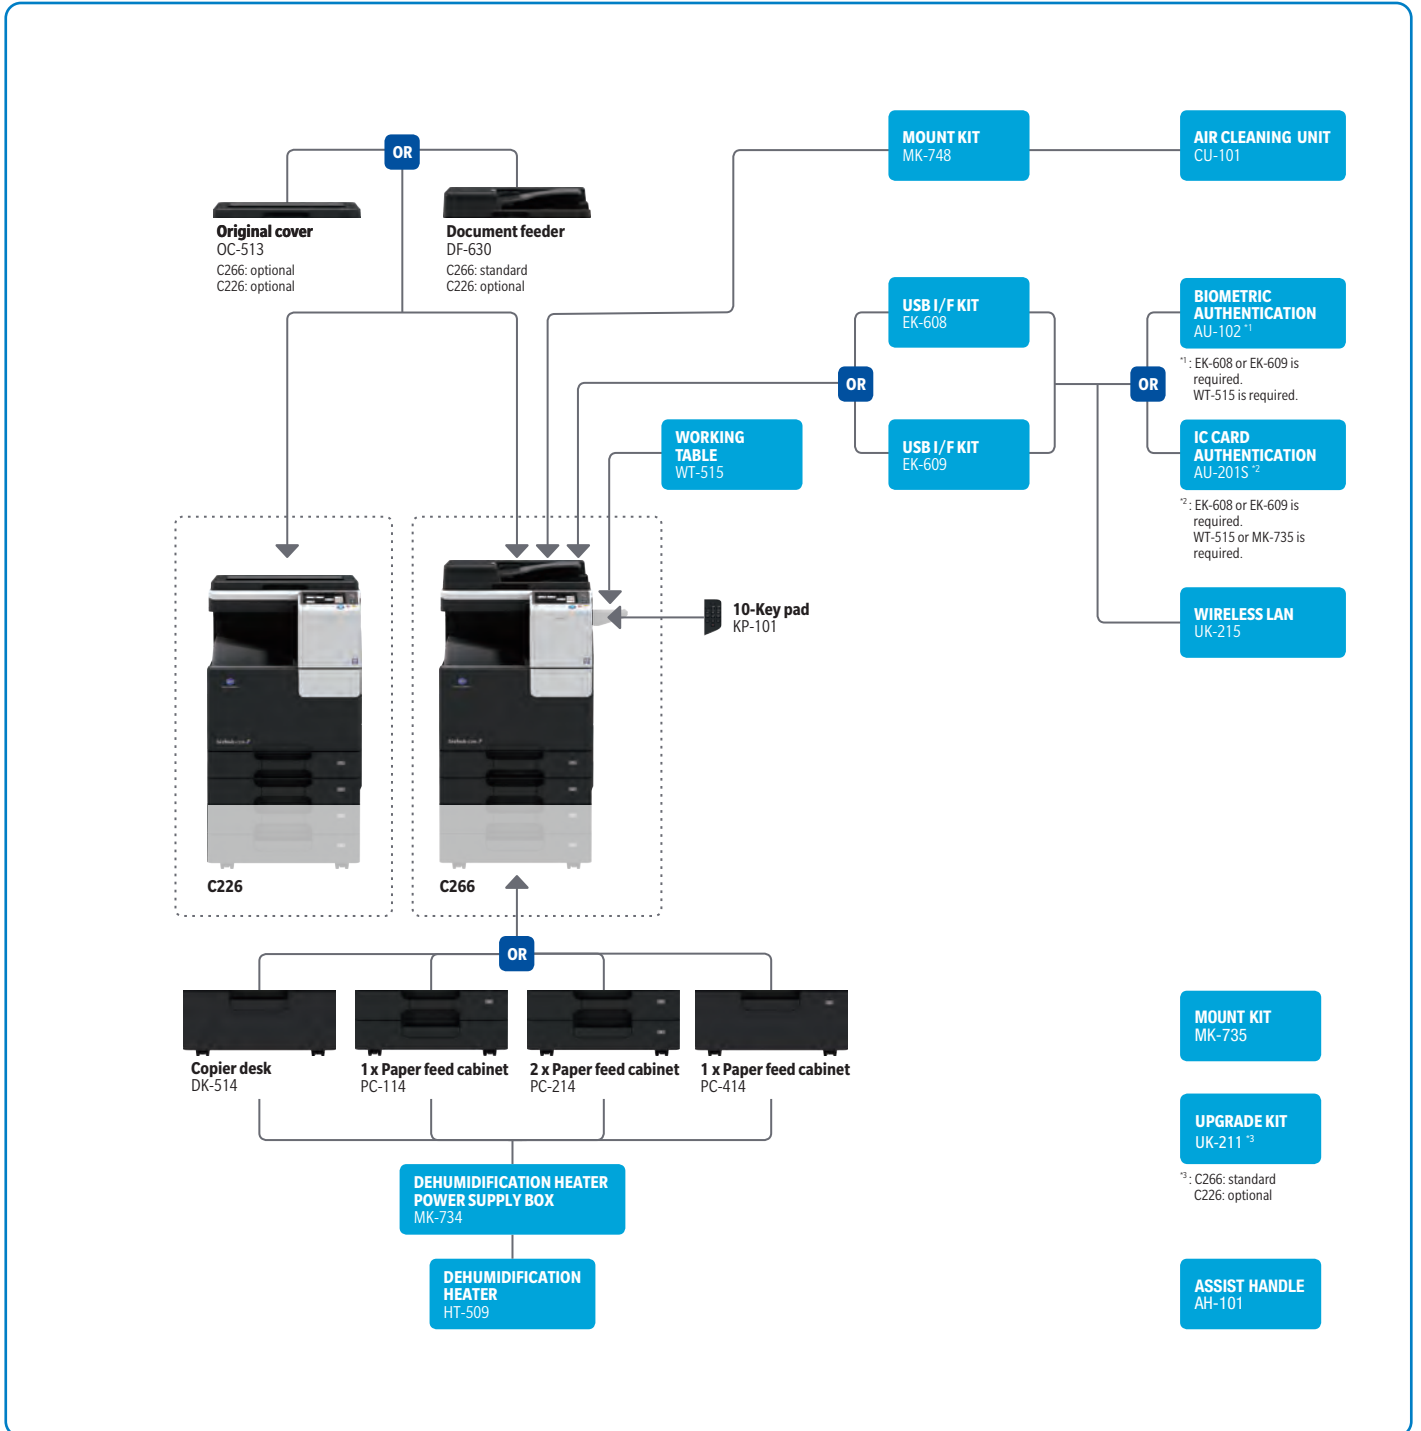 OR
Original cover
OC-513
C266: optional
C226: optional
Document feeder
DF-630
C266: standard
C226: optional
MOUNT KIT
MK-748
AIR CLEANING UNIT
CU-101
USB I/F KIT
EK-608
OR
USB I/F KIT
EK-609
OR
BIOMETRIC
AUTHENTICATION
AU-102 *1
*1: EK-608 or EK-609 is
required.
WT-515 is required.
IC CARD
AUTHENTICATION
AU-201S *2
*2: EK-608 or EK-609 is
required.
WT-515 or MK-735 is
required.
WIRELESS LAN
UK-215
WORKING
TABLE
WT-515
10-Key pad
KP-101
C226
C266
OR
Copier desk
DK-514
1 x Paper feed cabinet
PC-114
2 x Paper feed cabinet
PC-214
1 x Paper feed cabinet
PC-414
DEHUMIDIFICATION HEATER
POWER SUPPLY BOX
MK-734
DEHUMIDIFICATION
HEATER
HT-509
MOUNT KIT
MK-735
UPGRADE KIT
UK-211 *3
*3: C266: standard
C226: optional
ASSIST HANDLE
AH-101